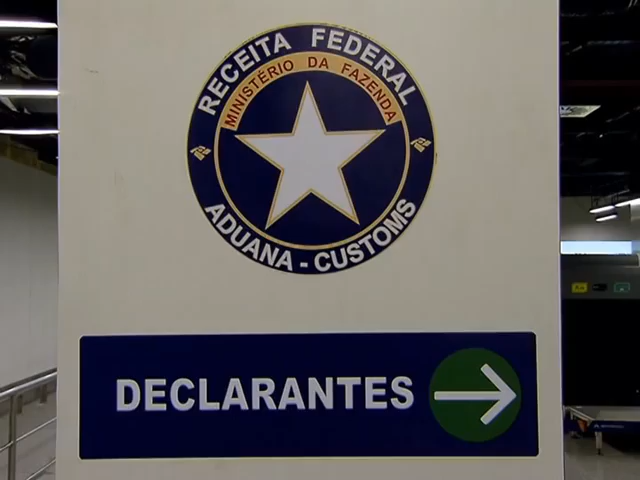 RECEITA FEDERAL
MINISTÉRIO DA FAZENDA
ADUANA - CUSTOMS
DECLARANTES